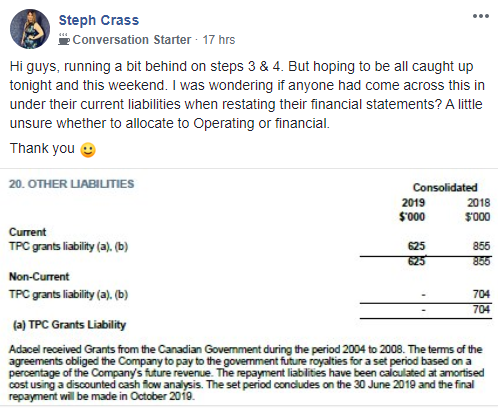 Steph Crass
Conversation Starter · 17 hrs
Hi guys, running a bit behind on steps 3 & 4. But hoping to be all caught up
tonight and this weekend. I was wondering if anyone had come across this in
under their current liabilities when restating their financial statements? A little
unsure whether to allocate to Operating or financial.
Thank you 🙂
20. OTHER LIABILITIES
Consolidated
2019 2018
$'000 $'000
Current
TPC grants liability (a), (b) 625 855
625 855
Non-Current
TPC grants liability (a), (b) - 704
- 704
(a) TPC Grants Liability
Adacel received Grants from the Canadian Government during the period 2004 to 2008. The terms of the
agreements obliged the Company to pay to the government future royalties for a set period based on a
percentage of the Company's future revenue. The repayment liabilities have been calculated at amortised
cost using a discounted cash flow analysis. The set period concludes on the 30 June 2019 and the final
repayment will be made in October 2019.